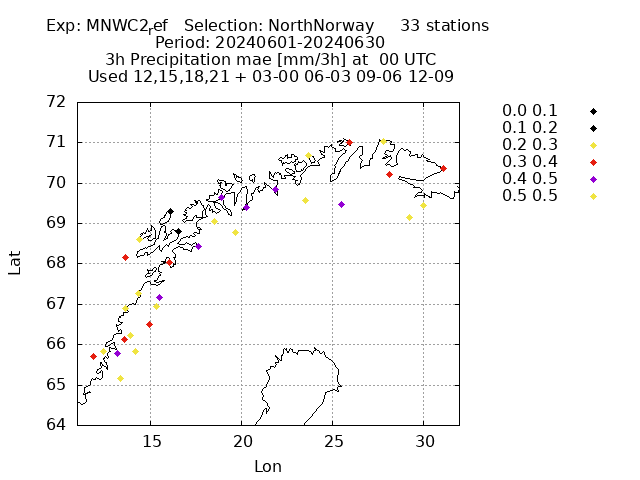 Exp: MNWC2ref Selection: NorthNorway 33 stations
Period: 20240601-20240630
3h Precipitation mae [mm/3h] at 00 UTC
Used 12,15,18,21 + 03-00 06-03 09-06 12-09
72
71
70
69
68
67
66
65
64
15 20 25 30
Lat
Lon
0.0 0.1
0.1 0.2
0.2 0.3
0.3 0.4
0.4 0.5
0.5 0.5